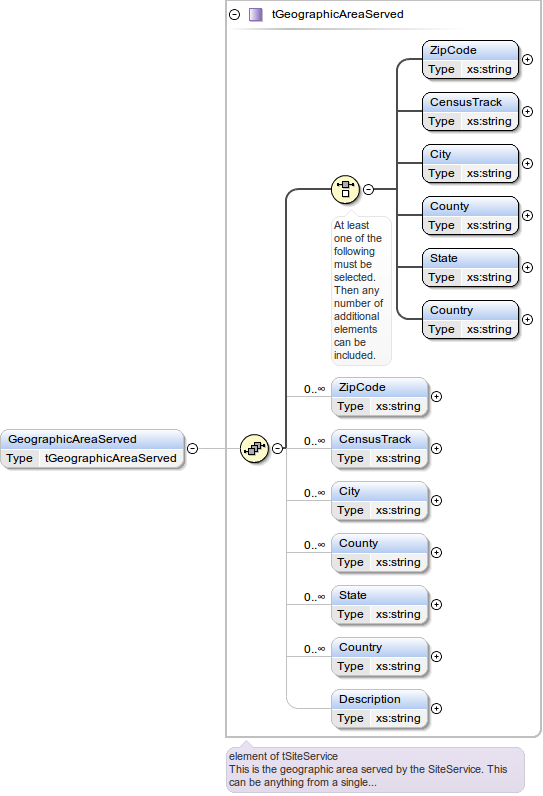 tGeographicAreaServed
ZipCode
Type xs:string
CensusTrack
Type xs:string
City
Type xs:string
County
Type xs:string
State
Type xs:string
Country
Type xs:string
At least
one of the
following
must be
selected.
Then any
number of
additional
elements
can be
included.
0..∞
ZipCode
Type xs:string
GeographicAreaServed
Type tGeographicAreaServed
0..∞
CensusTrack
Type xs:string
0..∞
City
Type xs:string
0..∞
County
Type xs:string
0..∞
State
Type xs:string
0..∞
Country
Type xs:string
Description
Type xs:string
element of tSiteService
This is the geographic area served by the SiteService. This
can be anything from a single...